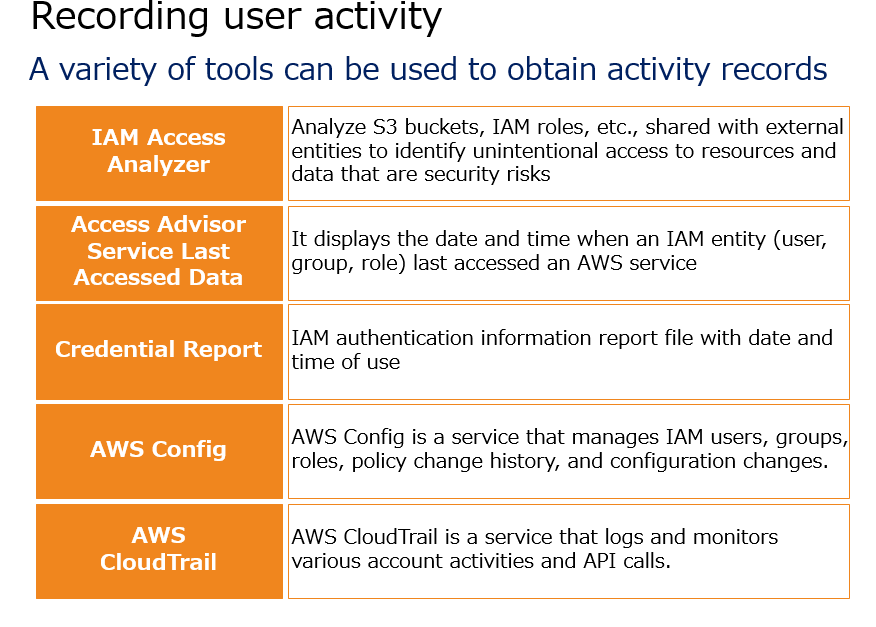 Recording user activity
A variety of tools can be used to obtain activity records
IAM Access
Analyzer
Analyze S3 buckets, IAM roles, etc., shared with external
entities to identify unintentional access to resources and
data that are security risks
Access Advisor
Service Last
Accessed Data
It displays the date and time when an IAM entity (user,
group, role) last accessed an AWS service
Credential Report
IAM authentication information report file with date and
time of use
AWS Config
AWS Config is a service that manages IAM users, groups,
roles, policy change history, and configuration changes.
AWS
CloudTrail
AWS CloudTrail is a service that logs and monitors
various account activities and API calls.